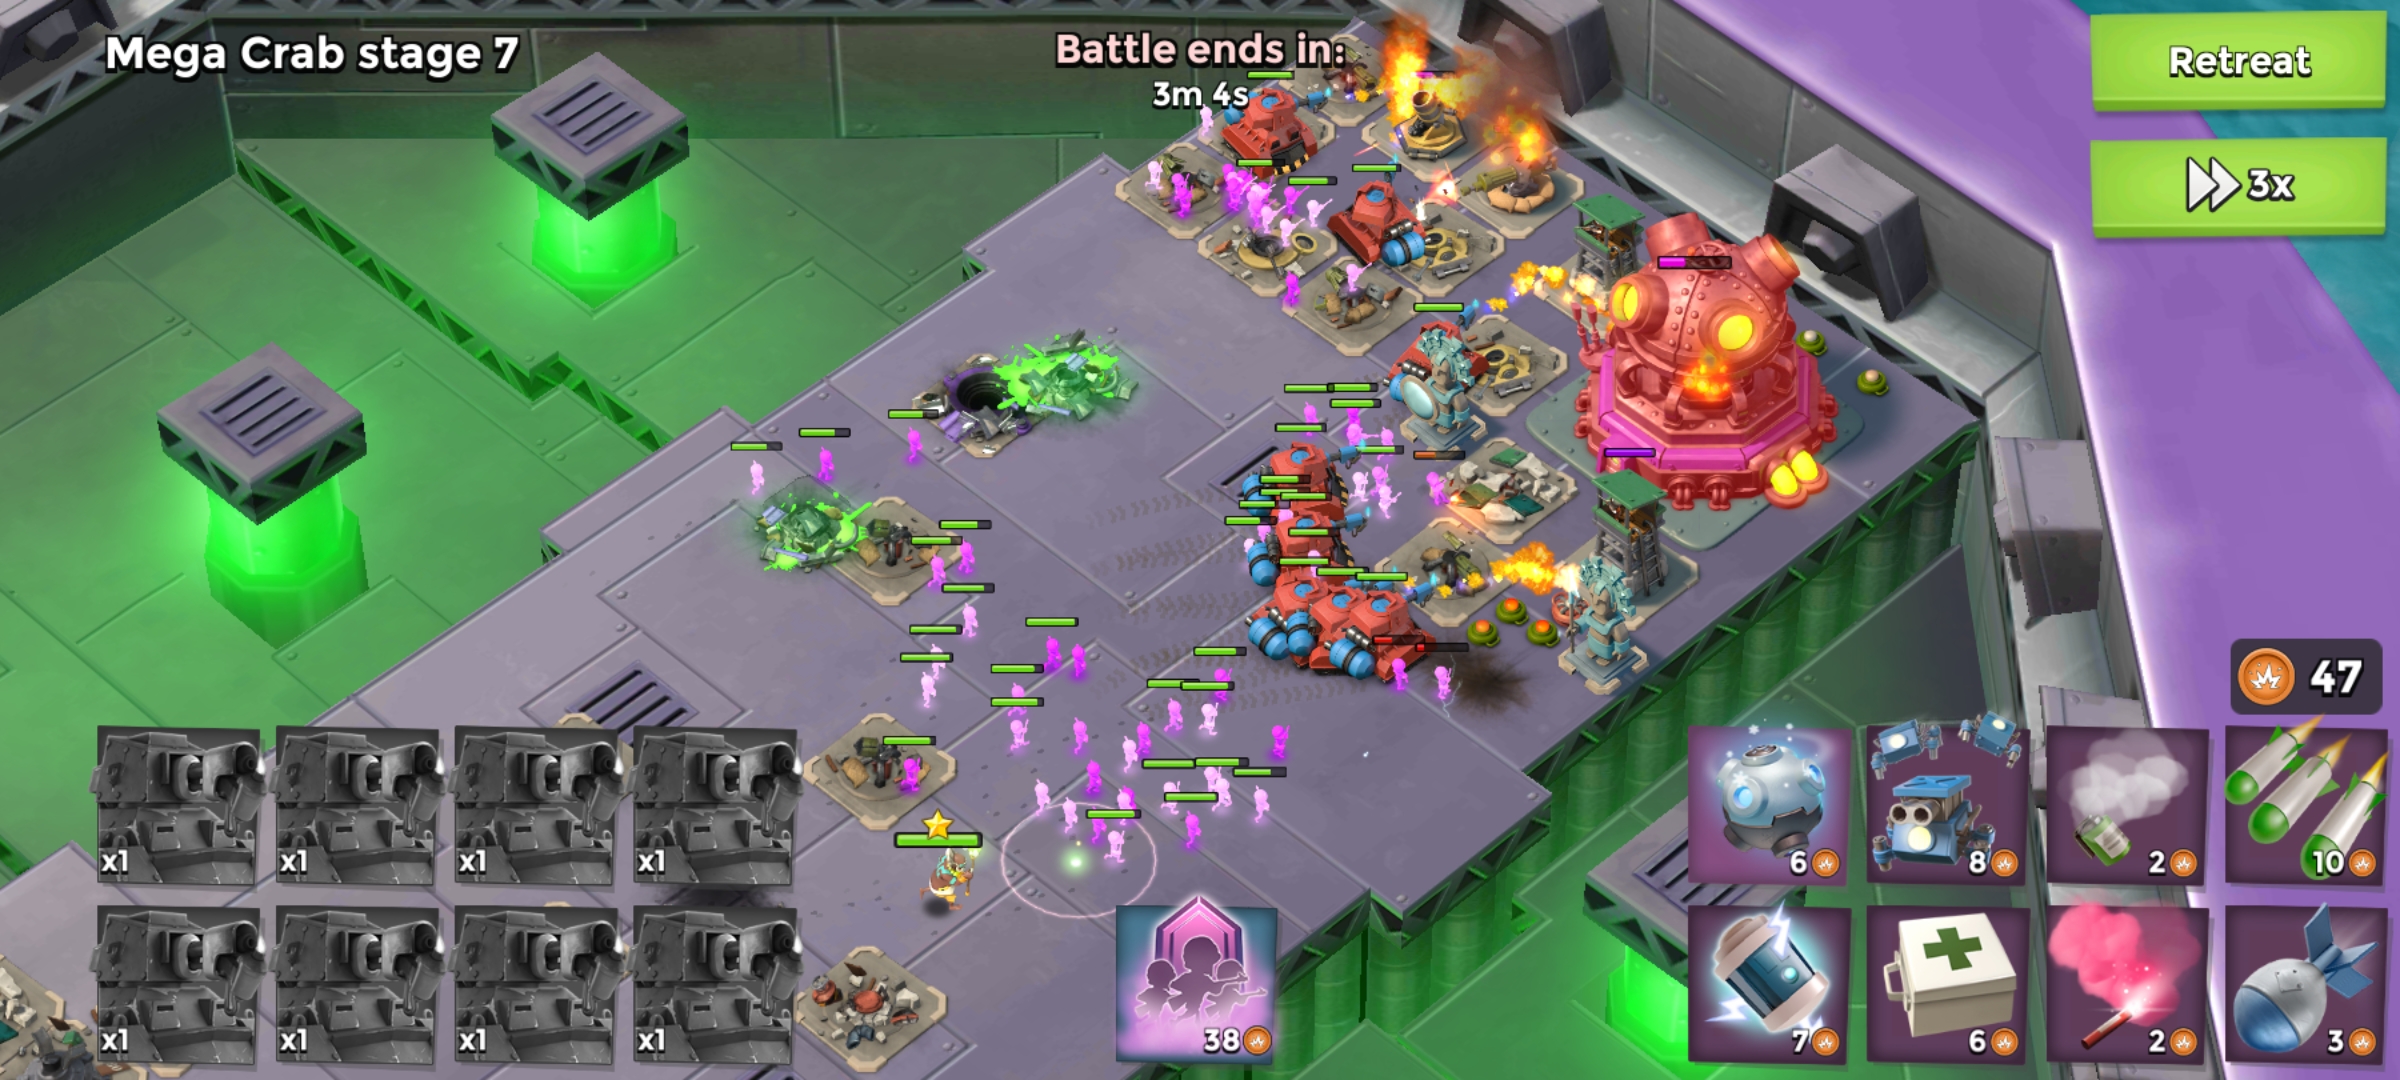 Mega Crab stage 7
Battle ends in:
3m 4s
Retreat
3x
47
x1 x1 x1 x1
6 8 2 10
x1 x1 x1 x1
38
7 6 2 3